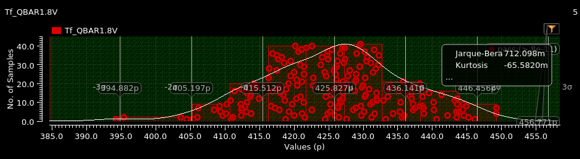 Tf_QBAR1.8V 5
Tf_QBAR1.8V
No. of Samples
40.0
30.0
20.0
10.0
0.0
Jarque-Bera 712.098m
Kurtosis -65.5820m
...
394.882p 405.197p 415.512p 425.827p 436.141p 446.456p 3σ
456.771p
385.0 390.0 395.0 400.0 405.0 410.0 415.0 420.0 425.0 430.0 435.0 440.0 445.0 450.0 455.0
Values (p)